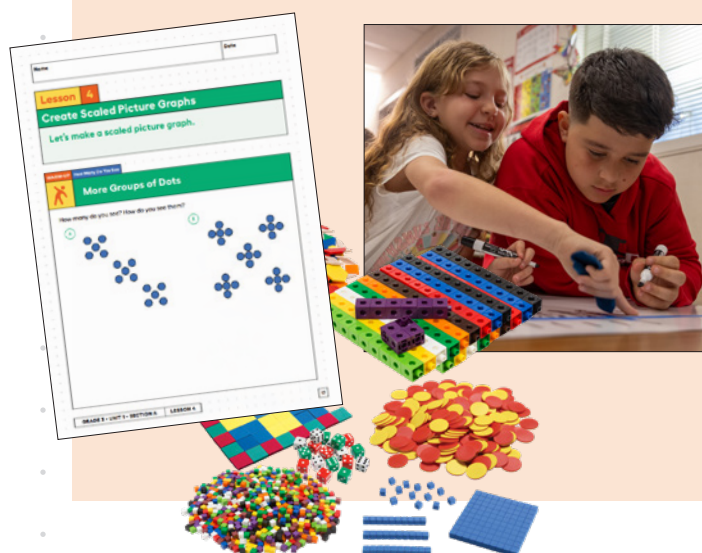 Name
Date
Lesson 4
Create Scaled Picture Graphs
Let's make a scaled picture graph.
WARM-UP How Many Do You See
More Groups of Dots
How many do you see? How do you see them?
GRADE 3 • UNIT 1 • SECTION A LESSON 4